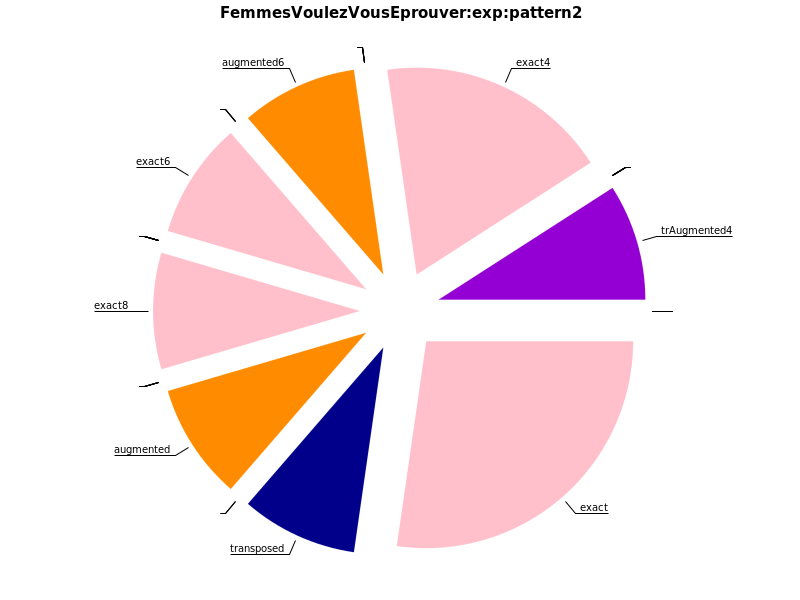 FemmesVoulezVousEprouver:exp:pattern2
augmented6
exact4
exact6
trAugmented4
exact8
augmented
exact
transposed